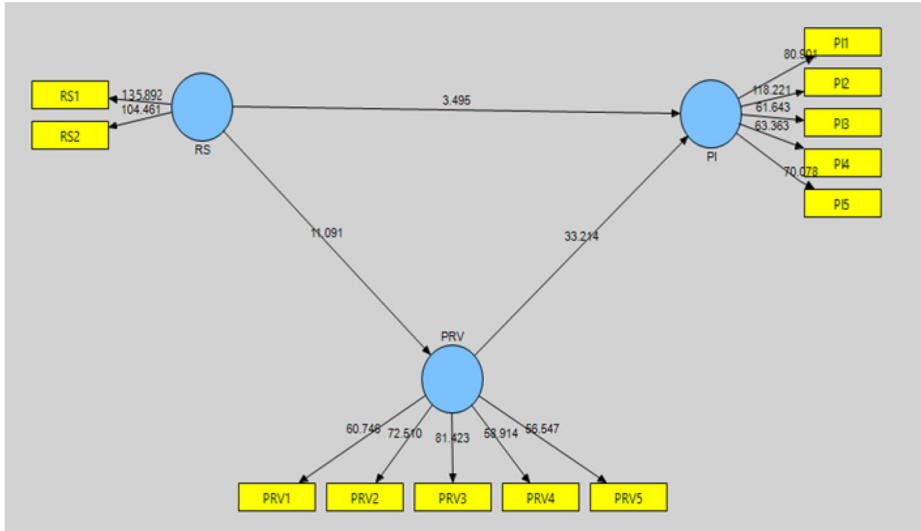 PI1
80.901
RS1
135.892
PI2
118.221
3.495
61.643
104.461
PI3
RS2
63.363
RS
PI
PI4
70.078
PI5
11.091
33.214
PRV
60.746
72.510
81.423
58.914
56.547
PRV1
PRV2
PRV3
PRV4
PRV5